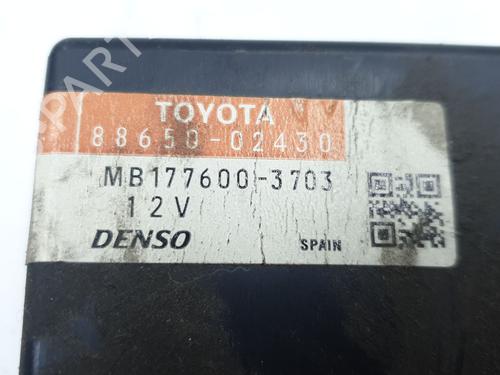 TOYOTA
88650-02430
MB177600-3703
12V
DENSO
SPAIN